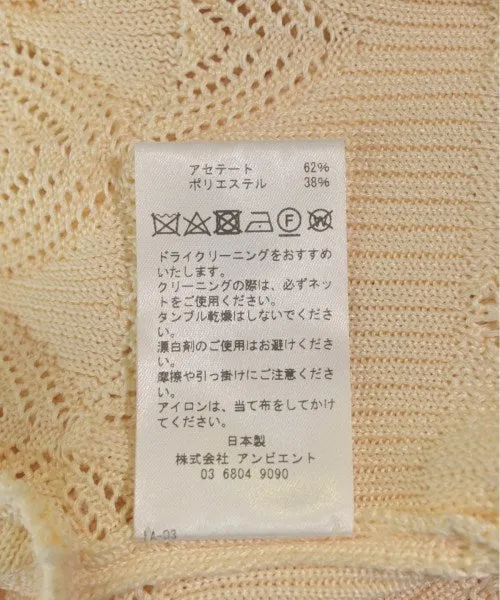 アセテート 62%
ポリエステル 38%
F W
ドライクリーニングをおすすめ
いたします。
クリーニングの際は、必ずネッ
トをご使用ください。
タンブル乾燥はしないでくださ
い。
漂白剤のご使用はお避けくださ
い。
摩擦や引っ掛けにご注意くださ
い。
アイロンは、当て布をしてかけ
てください。
日本製
株式会社 アンビエント
03 6804 9090
LA-03